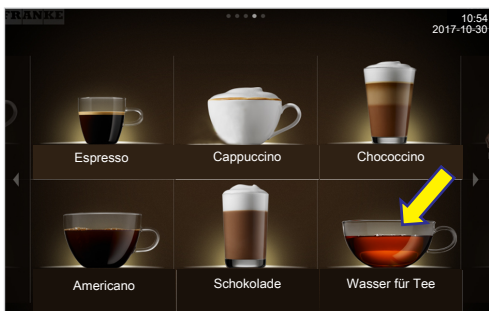 FRANKE
10:54
2017-10-30
Espresso
Cappuccino
Chococcino
Americano
Schokolade
Wasser für Tee